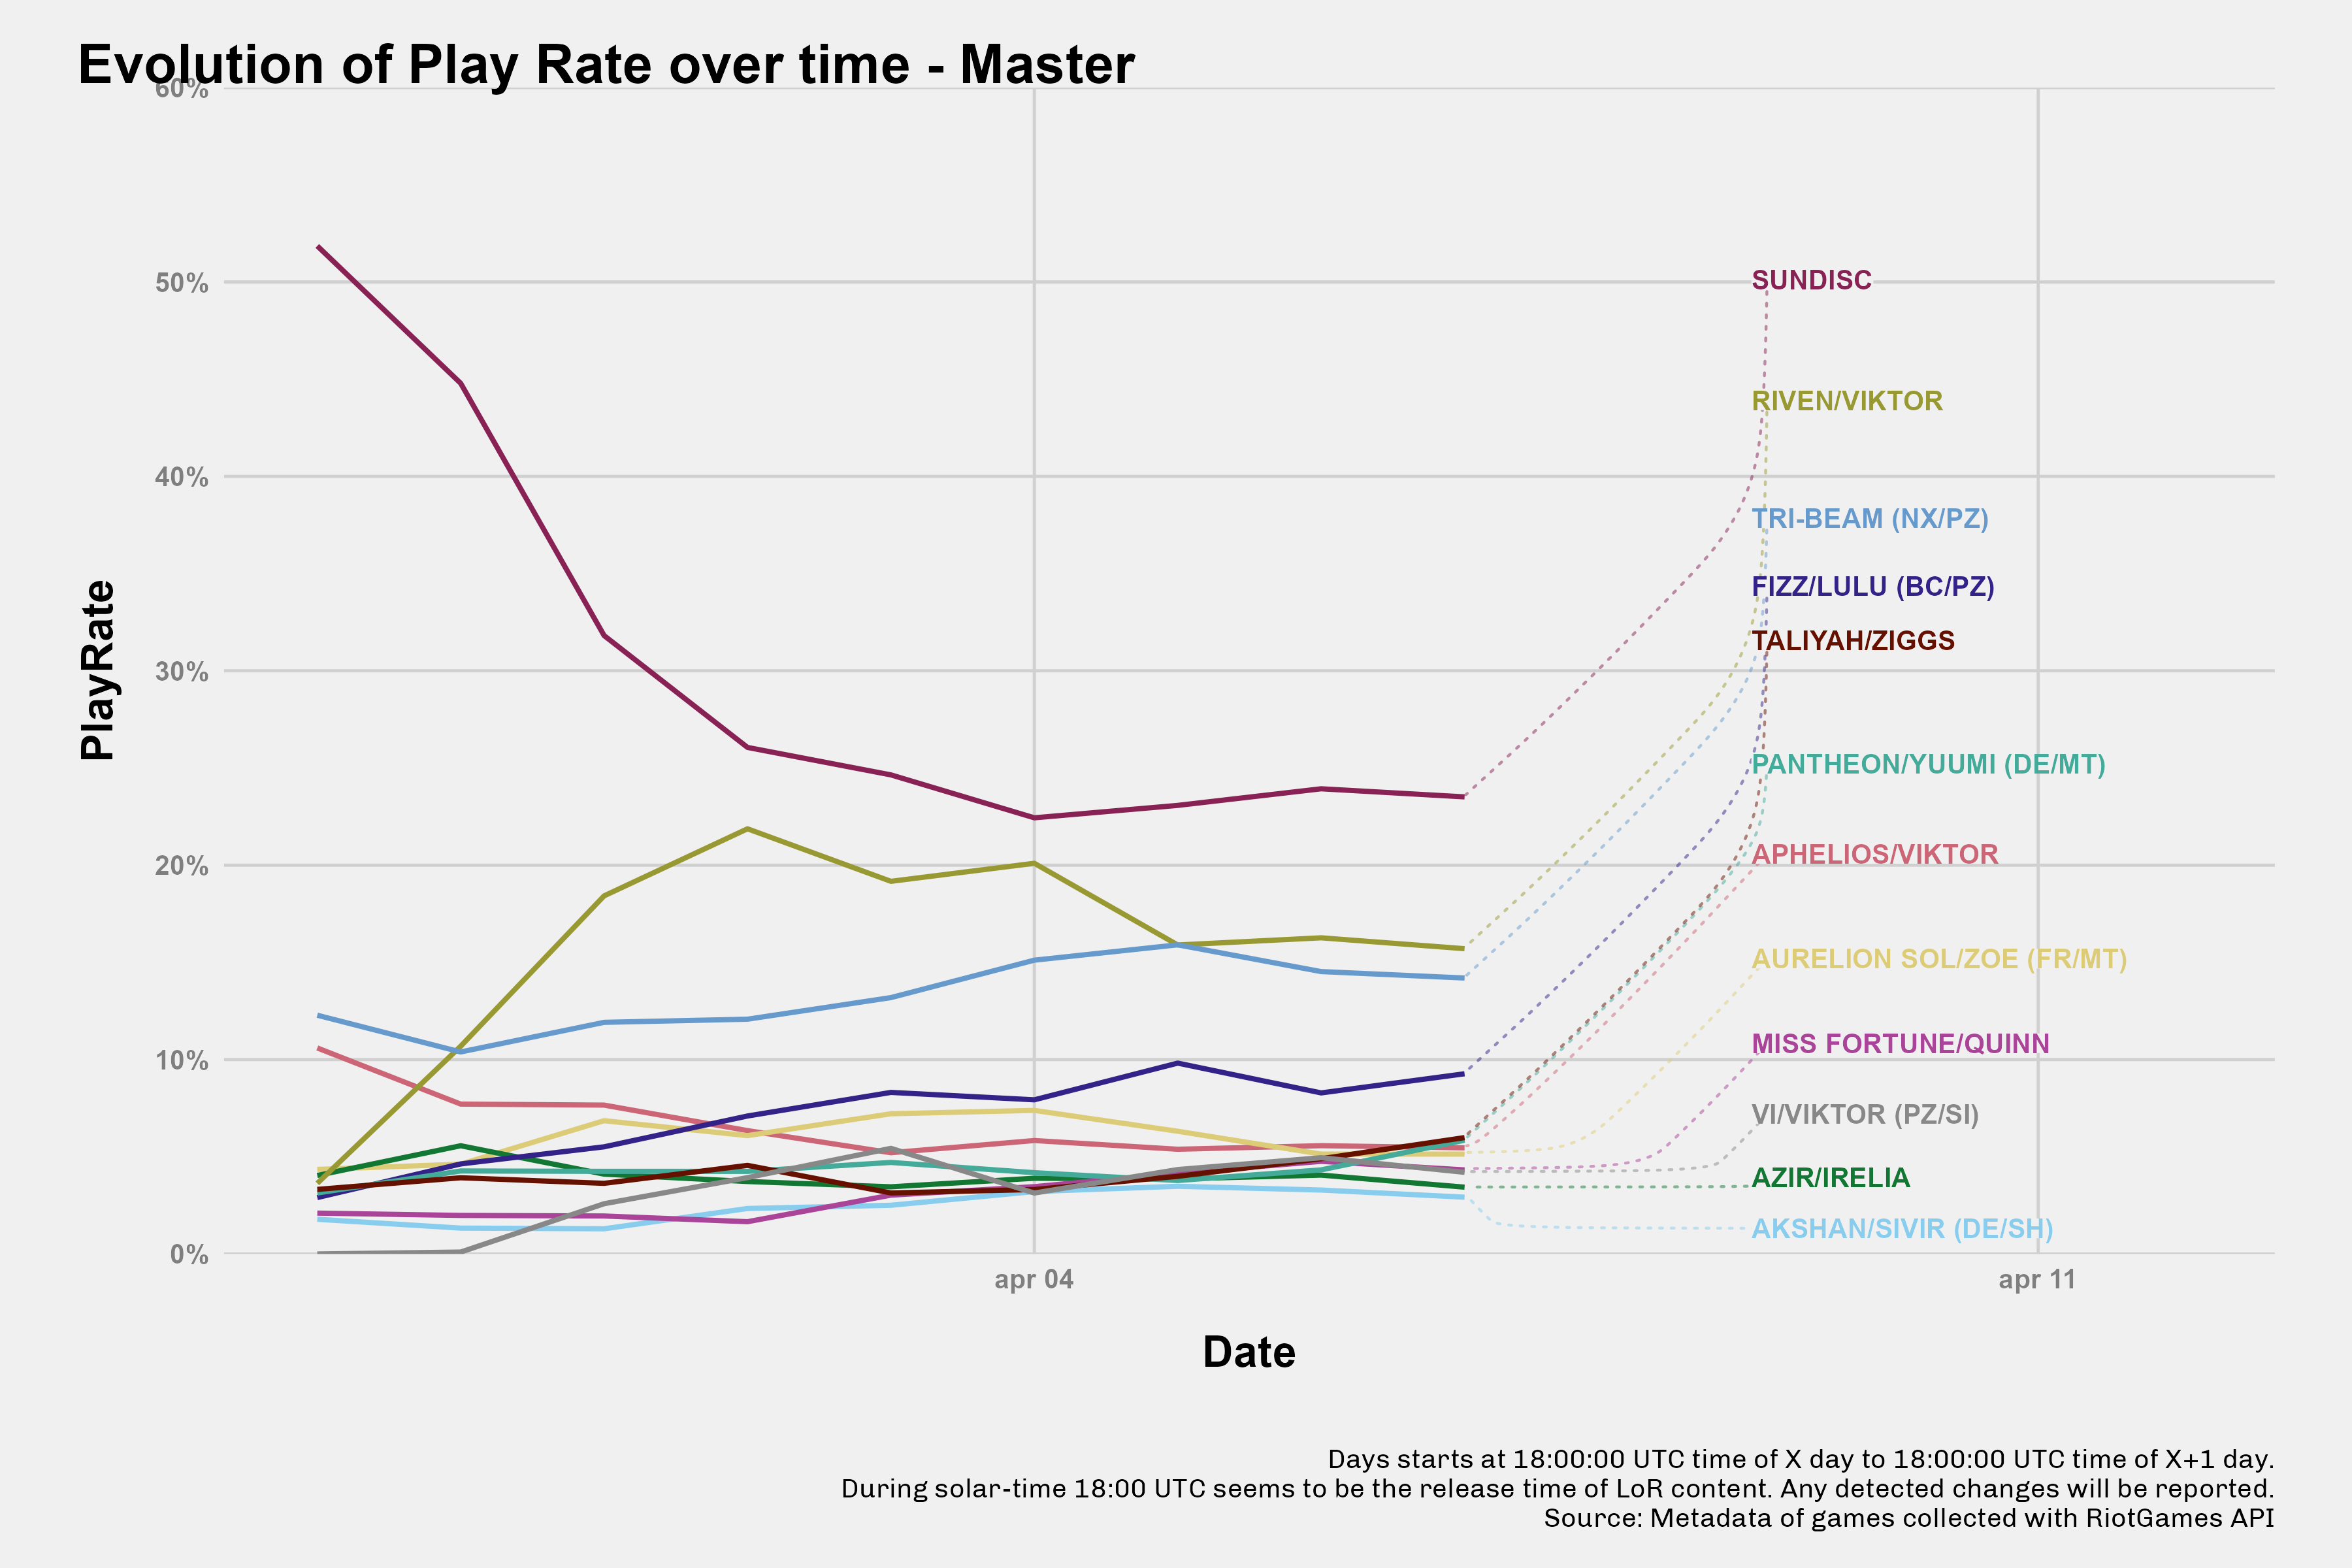 Evolution of Play Rate over time - Master
60%
50%
40%
30%
20%
10%
0%
PlayRate
SUNDISC
RIVEN/VIKTOR
TRI-BEAM (NX/PZ)
FIZZ/LULU (BC/PZ)
TALIYAH/ZIGGS
PANTHEON/YUUMI (DE/MT)
APHELIOS/VIKTOR
AURELION SOL/ZOE (FR/MT)
MISS FORTUNE/QUINN
VI/VIKTOR (PZ/SI)
AZIR/IRELIA
AKSHAN/SIVIR (DE/SH)
apr 04
apr 11
Date
Days starts at 18:00:00 UTC time of X day to 18:00:00 UTC time of X+1 day.
During solar-time 18:00 UTC seems to be the release time of LoR content. Any detected changes will be reported.
Source: Metadata of games collected with RiotGames API